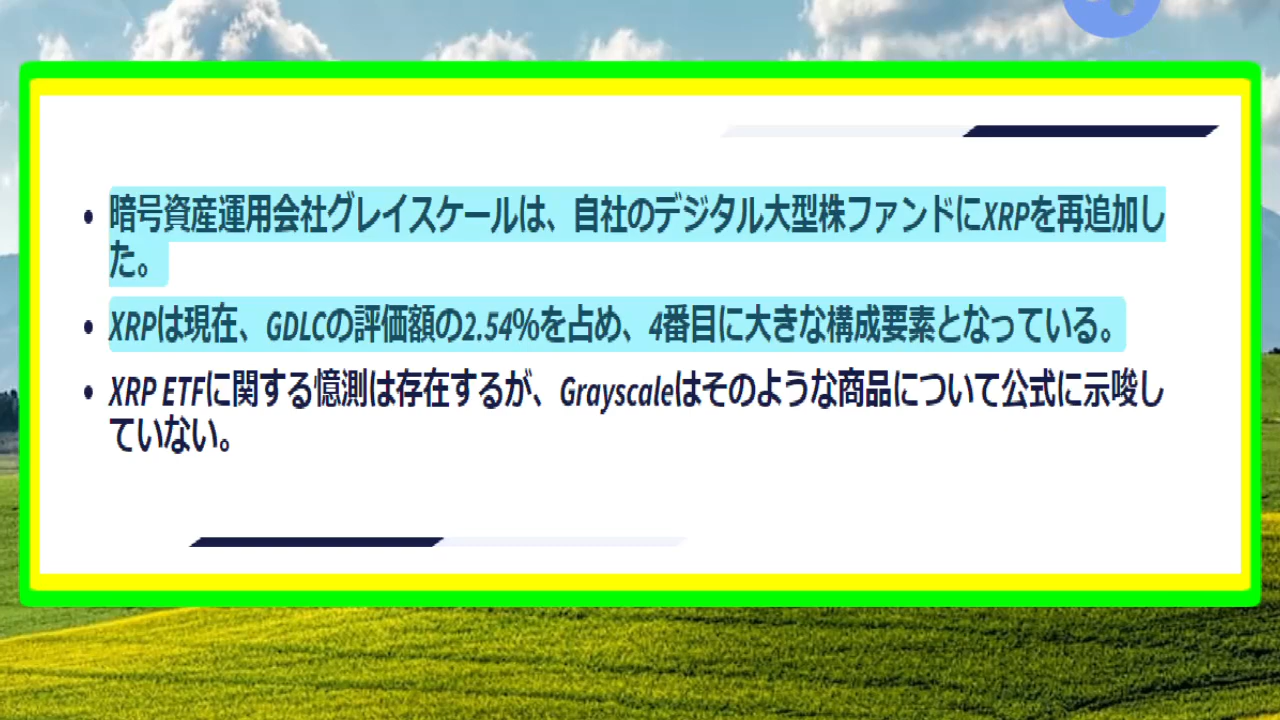 • 暗号資産運用会社グレイスケールは、自社のデジタル大型株ファンドにXRPを再追加し
た。
• XRPは現在、GDLCの評価額の2.54%を占め、4番目に大きな構成要素となっている。
• XRP ETFに関する憶測は存在するが、Grayscaleはそのような商品について公式に示唆し
ていない。